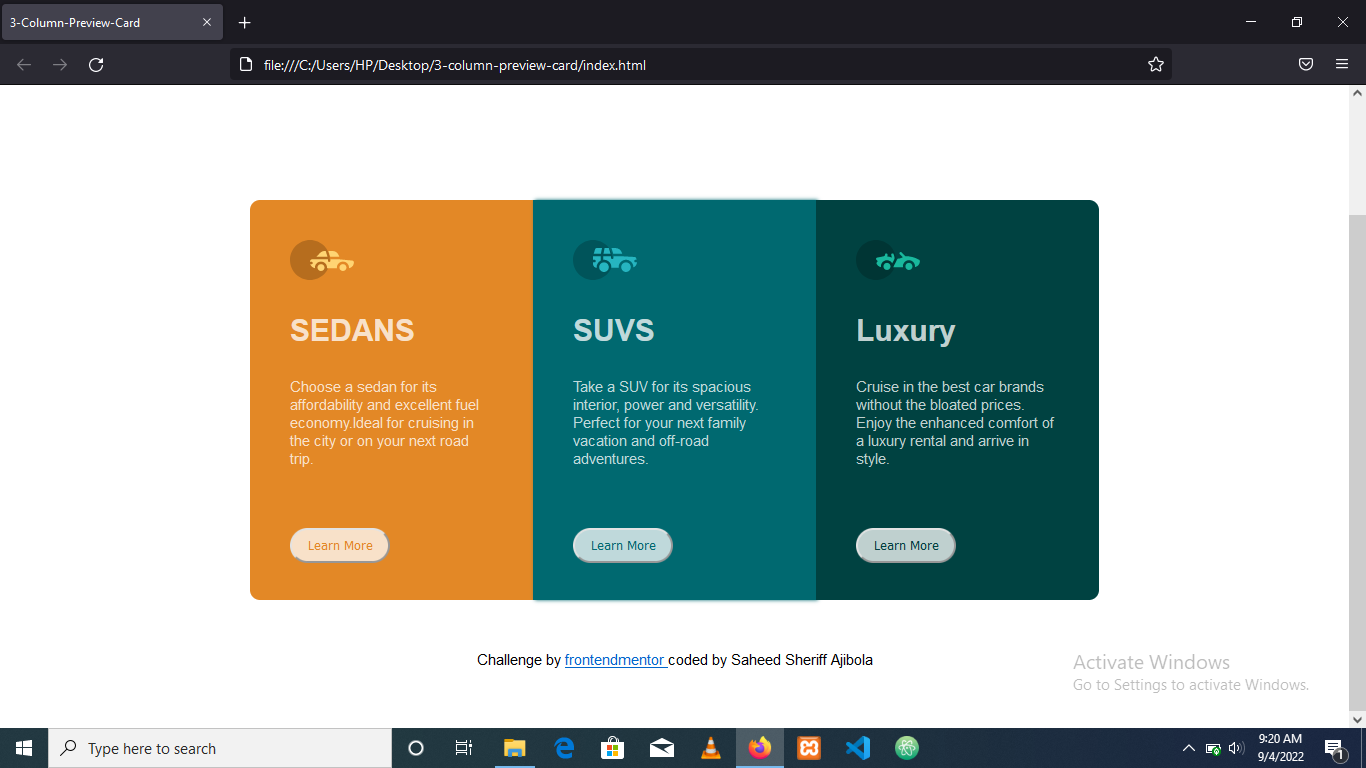 3-Column-Preview-Card
file:///C:/Users/HP/Desktop/3-column-preview-card/index.html
SEDANS
Choose a sedan for its
affordability and excellent fuel
economy.Ideal for cruising in
the city or on your next road
trip.
Learn More
SUVS
Take a SUV for its spacious
interior, power and versatility.
Perfect for your next family
vacation and off-road
adventures.
Learn More
Luxury
Cruise in the best car brands
without the bloated prices.
Enjoy the enhanced comfort of
a luxury rental and arrive in
style.
Learn More
Challenge by frontendmentor coded by Saheed Sheriff Ajibola
Activate Windows
Go to Settings to activate Windows.
Type here to search
9:20 AM
9/4/2022
1